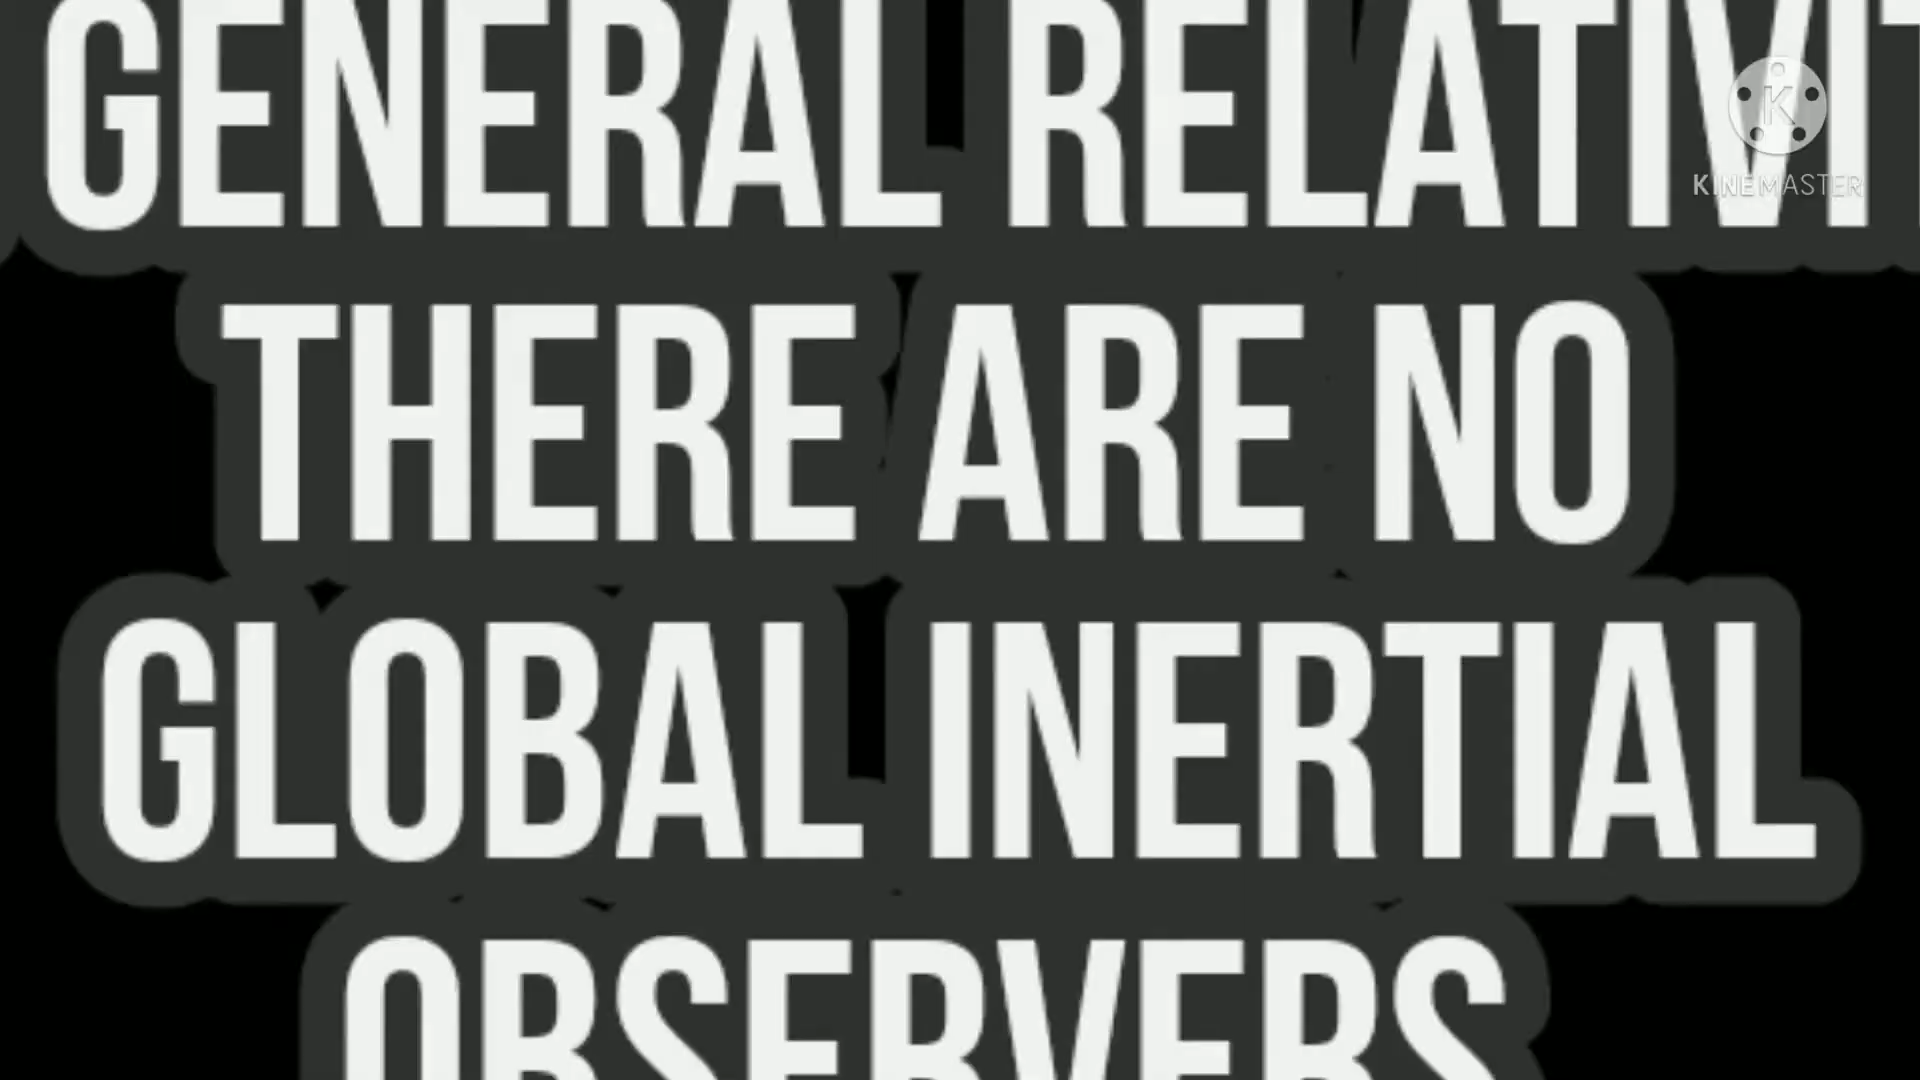 GENERAL RELATIVIT
KINEMASTER
THERE ARE NO
GLOBAL INERTIAL
OBSERVERS